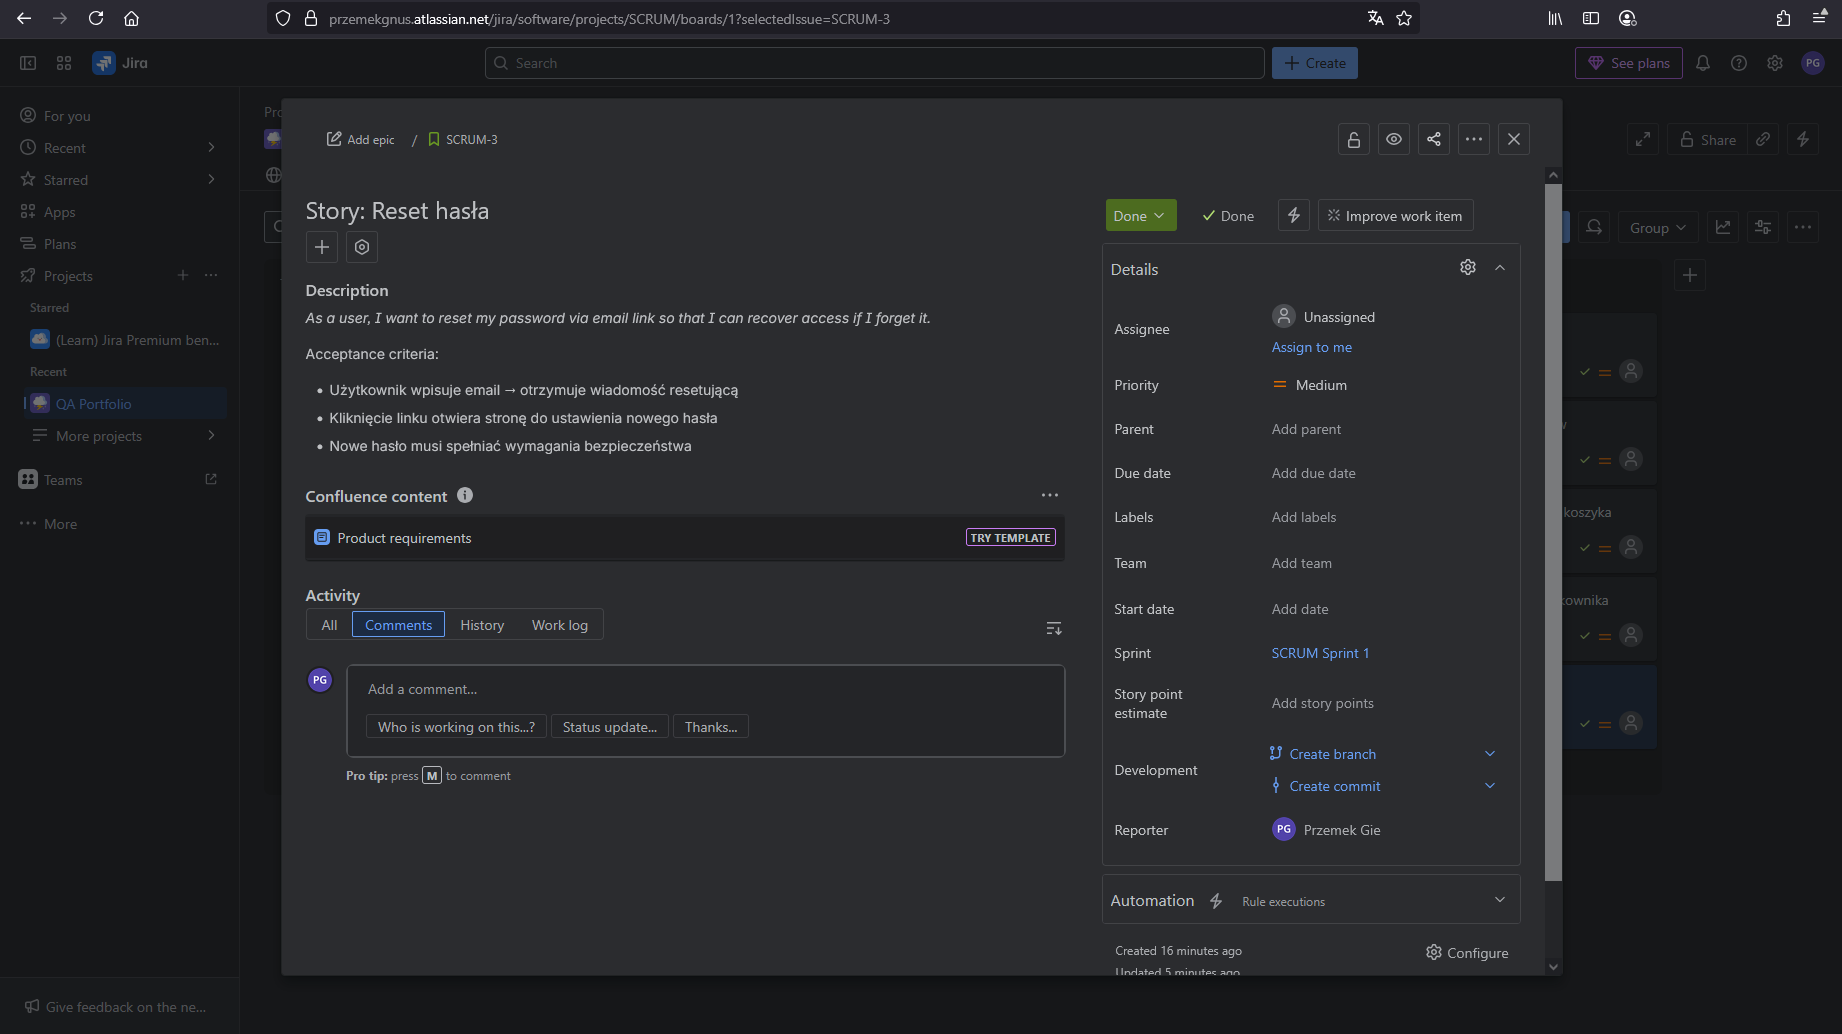 przemekgnus.atlassian.net/jira/software/projects/SCRUM/boards/1?selectedIssue=SCRUM-3
Jira
Search
Create
See plans
PG
For you
Recent
Starred
Apps
Plans
Projects
Starred
(Learn) Jira Premium ben...
Recent
QA Portfolio
More projects
Teams
More
Give feedback on the ne...
Add epic / SCRUM-3
Share
Group
koszyka
Story: Reset hasła
Description
As a user, I want to reset my password via email link so that I can recover access if I forget it.
Acceptance criteria:
• Użytkownik wpisuje email → otrzymuje wiadomość resetującą
• Kliknięcie linku otwiera stronę do ustawienia nowego hasła
• Nowe hasło musi spełniać wymagania bezpieczeństwa
Confluence content
Product requirements
TRY TEMPLATE
Activity
All Comments History Work log
PG
Add a comment...
Who is working on this...? Status update... Thanks...
Pro tip: press M to comment
Done Done Improve work item
Details
Assignee Unassigned
Assign to me
Priority Medium
Parent Add parent
Due date Add due date
Labels Add labels
Team Add team
Start date Add date
Sprint SCRUM Sprint 1
Story point estimate Add story points
Development Create branch
Create commit
Reporter PG Przemek Gie
Automation Rule executions
Created 16 minutes ago
Updated 5 minutes ago
Configure